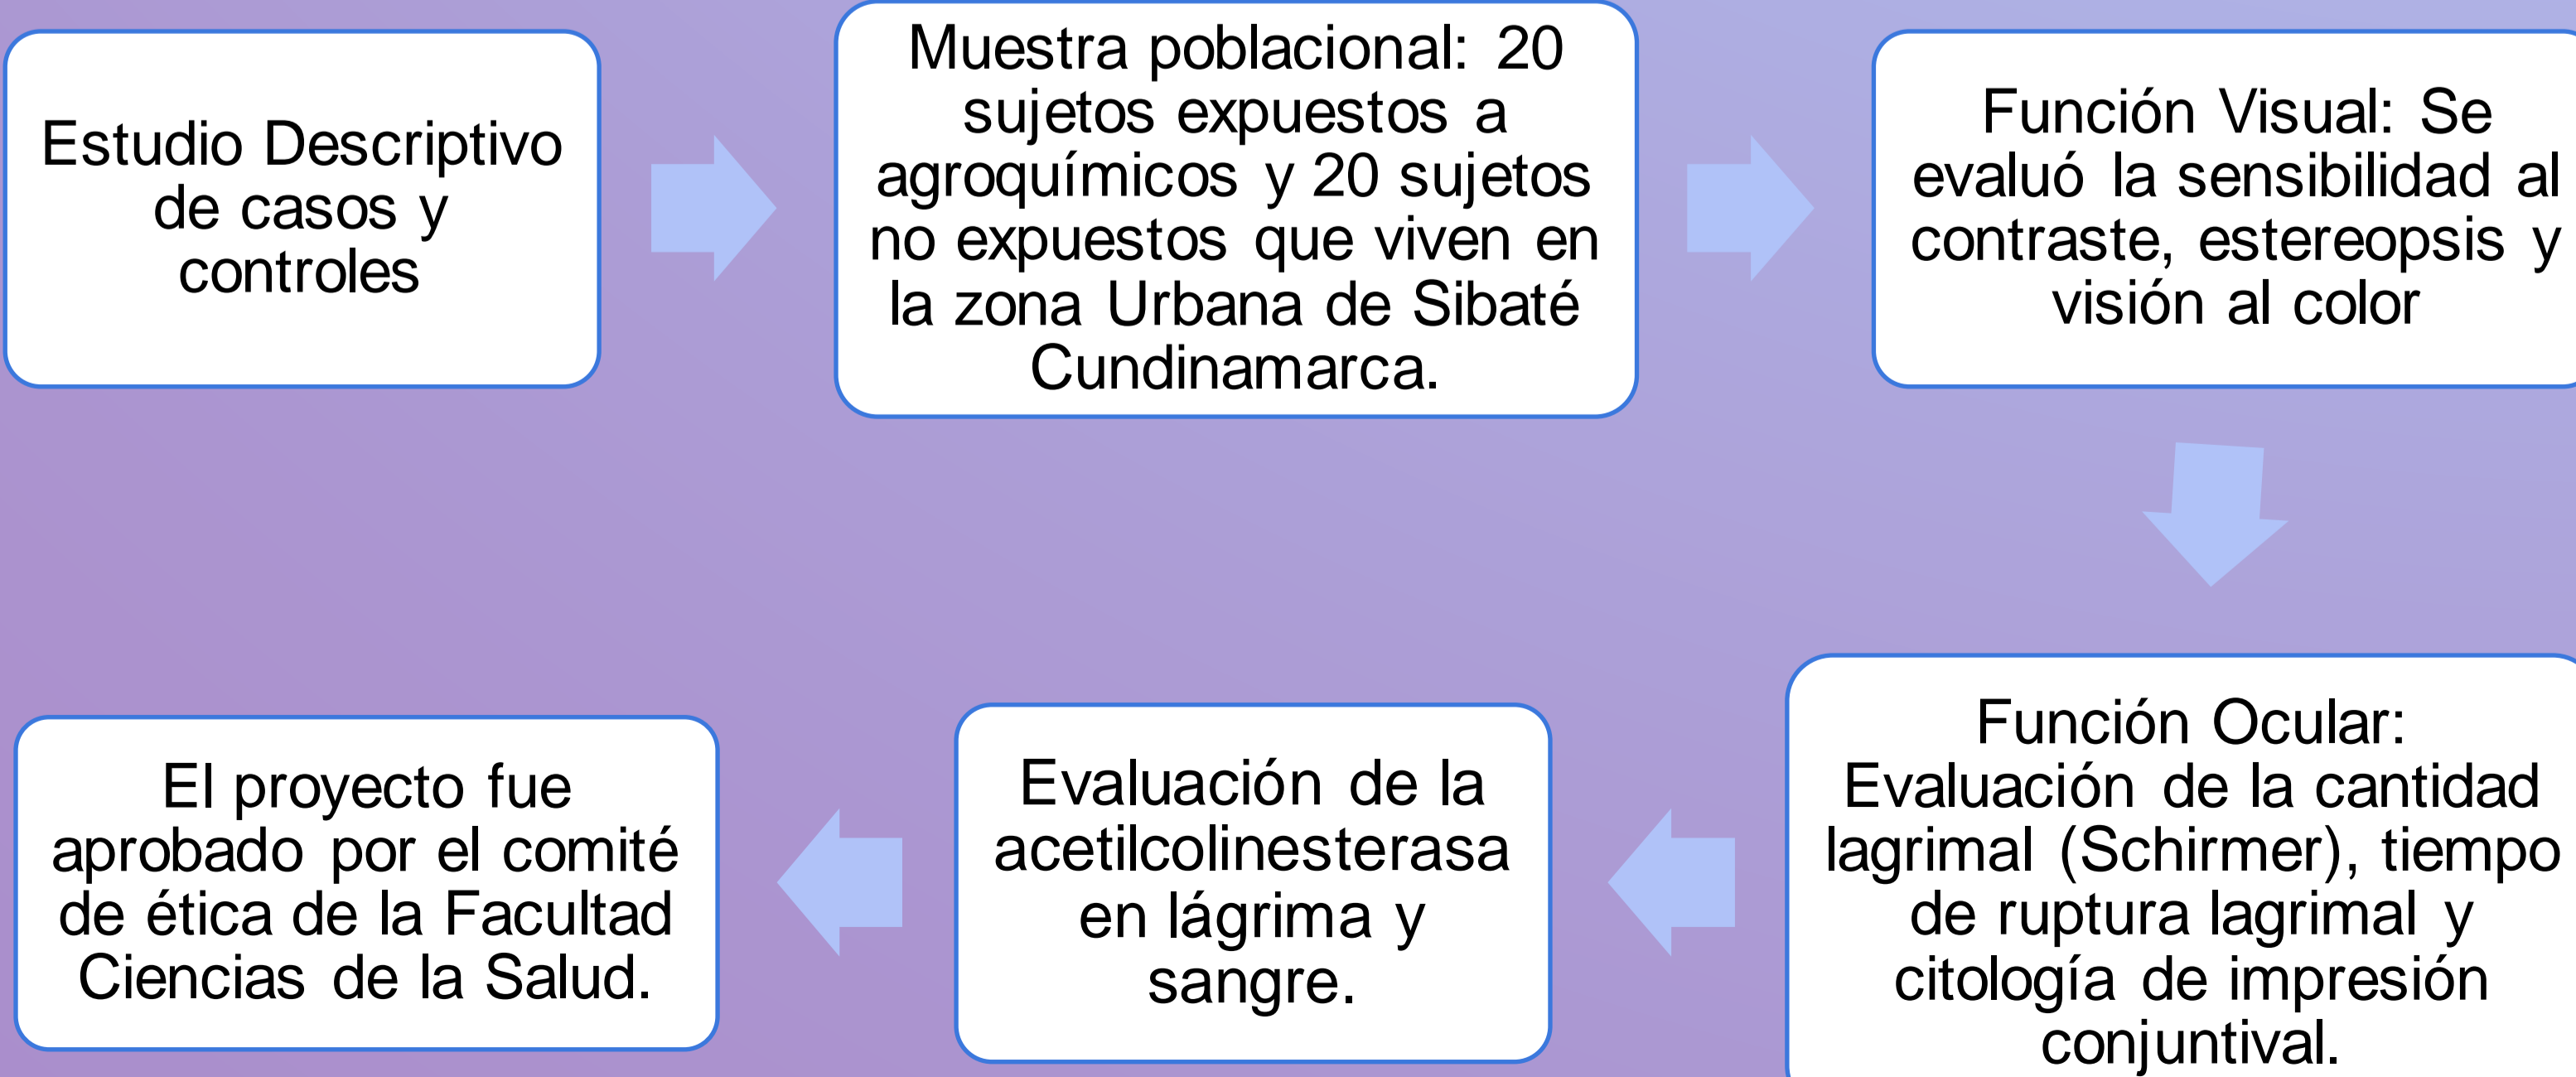 Estudio Descriptivo
de casos y
controles
Muestra poblacional: 20
sujetos expuestos a
agroquímicos y 20 sujetos
no expuestos que viven en
la zona Urbana de Sibaté
Cundinamarca.
Función Visual: Se
evaluó la sensibilidad al
contraste, estereopsis y
visión al color
Función Ocular:
Evaluación de la cantidad
lagrimal (Schirmer), tiempo
de ruptura lagrimal y
citología de impresión
conjuntival.
Evaluación de la
acetilcolinesterasa
en lágrima y
sangre.
El proyecto fue
aprobado por el comité
de ética de la Facultad
Ciencias de la Salud.